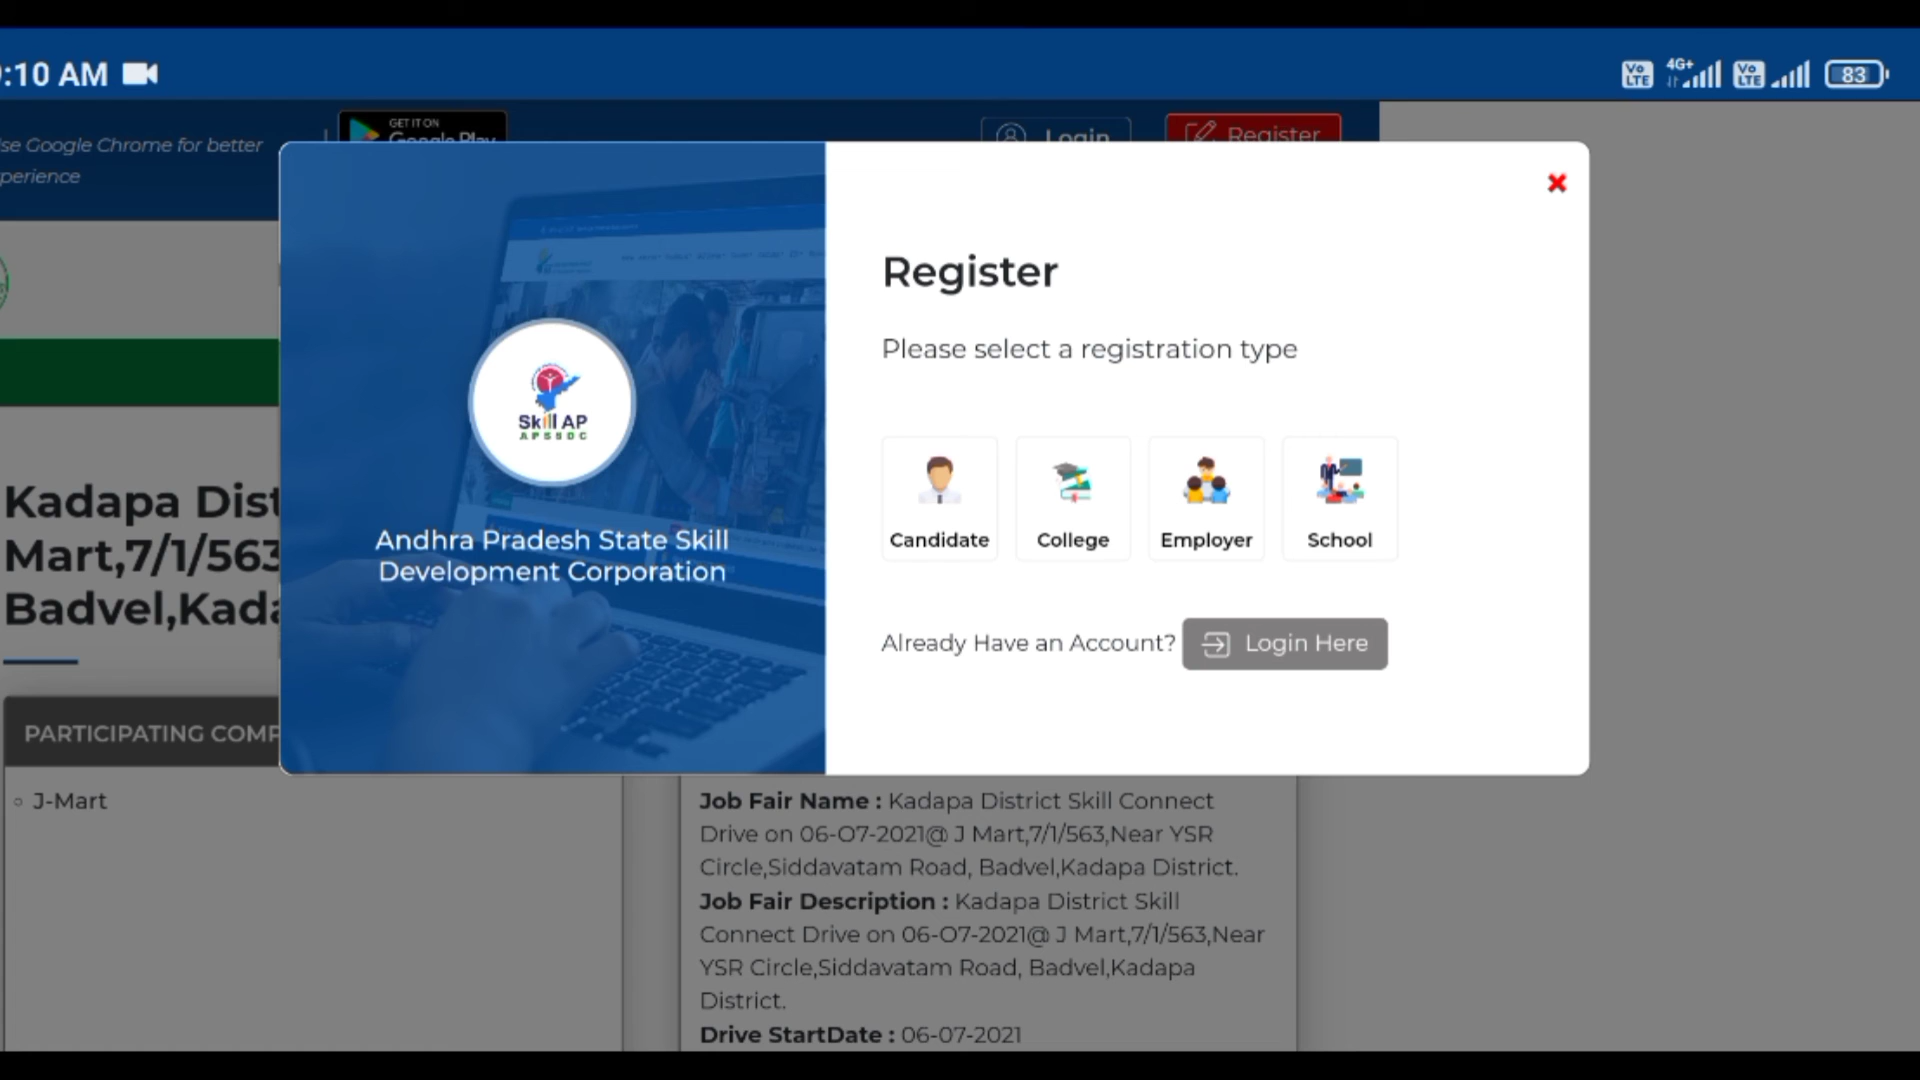 :10 AM
4G+
83
se Google Chrome for better
perience
GET IT ON
Google Play
Login
Register
Register
Please select a registration type
Skill AP
APSSDC
Andhra Pradesh State Skill
Development Corporation
Candidate
College
Employer
School
Already Have an Account?
Login Here
Kadapa Dist
Mart,7/1/563
Badvel,Kada
PARTICIPATING COMP
J-Mart
Job Fair Name : Kadapa District Skill Connect
Drive on 06-O7-2021@ J Mart,7/1/563,Near YSR
Circle,Siddavatam Road, Badvel,Kadapa District.
Job Fair Description : Kadapa District Skill
Connect Drive on 06-O7-2021@ J Mart,7/1/563,Near
YSR Circle,Siddavatam Road, Badvel,Kadapa
District.
Drive StartDate : 06-07-2021